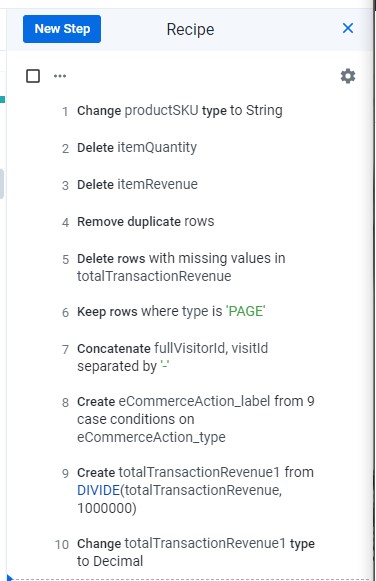 New Step
Recipe
1 Change productSKU type to String
2 Delete itemQuantity
3 Delete itemRevenue
4 Remove duplicate rows
5 Delete rows with missing values in
totalTransactionRevenue
6 Keep rows where type is 'PAGE'
7 Concatenate fullVisitorId, visitId
separated by '-'
8 Create eCommerceAction_label from 9
case conditions on
eCommerceAction_type
9 Create totalTransactionRevenue1 from
DIVIDE(totalTransactionRevenue,
1000000)
10 Change totalTransactionRevenue1 type
to Decimal